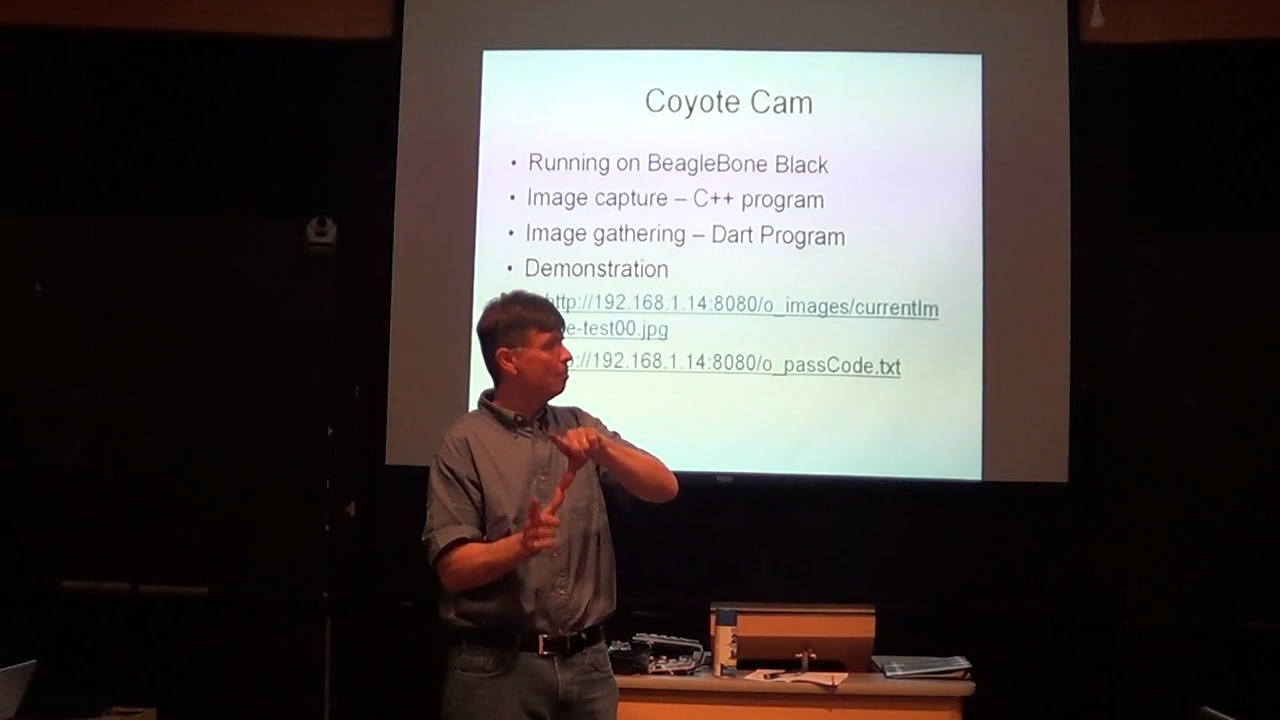 Coyote Cam
• Running on BeagleBone Black
• Image capture – C++ program
• Image gathering – Dart Program
• Demonstration
http://192.168.1.14:8080/o_images/currentIm
e-test00.jpg
://192.168.1.14:8080/o_passCode.txt